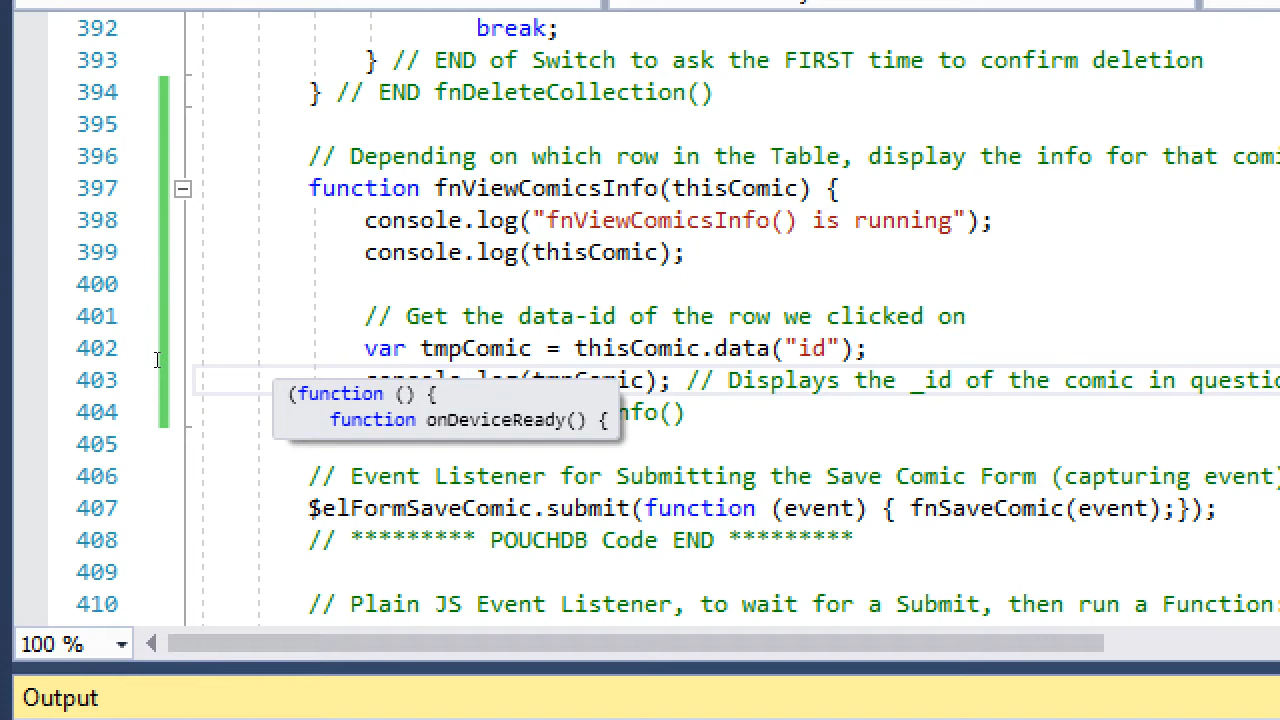 392 break;
393 } // END of Switch to ask the FIRST time to confirm deletion
394 } // END fnDeleteCollection()
395
396 // Depending on which row in the Table, display the info for that comi
397 function fnViewComicsInfo(thisComic) {
398 console.log("fnViewComicsInfo() is running");
399 console.log(thisComic);
400
401 // Get the data-id of the row we clicked on
402 var tmpComic = thisComic.data("id");
403 console.log(tmpComic); // Displays the _id of the comic in questio
(function () {
function onDeviceReady() {
404 nfo()
405
406 // Event Listener for Submitting the Save Comic Form (capturing event)
407 $elFormSaveComic.submit(function (event) { fnSaveComic(event);});
408 // ********* POUCHDB Code END *********
409
410 // Plain JS Event Listener, to wait for a Submit, then run a Function:
100 %
Output